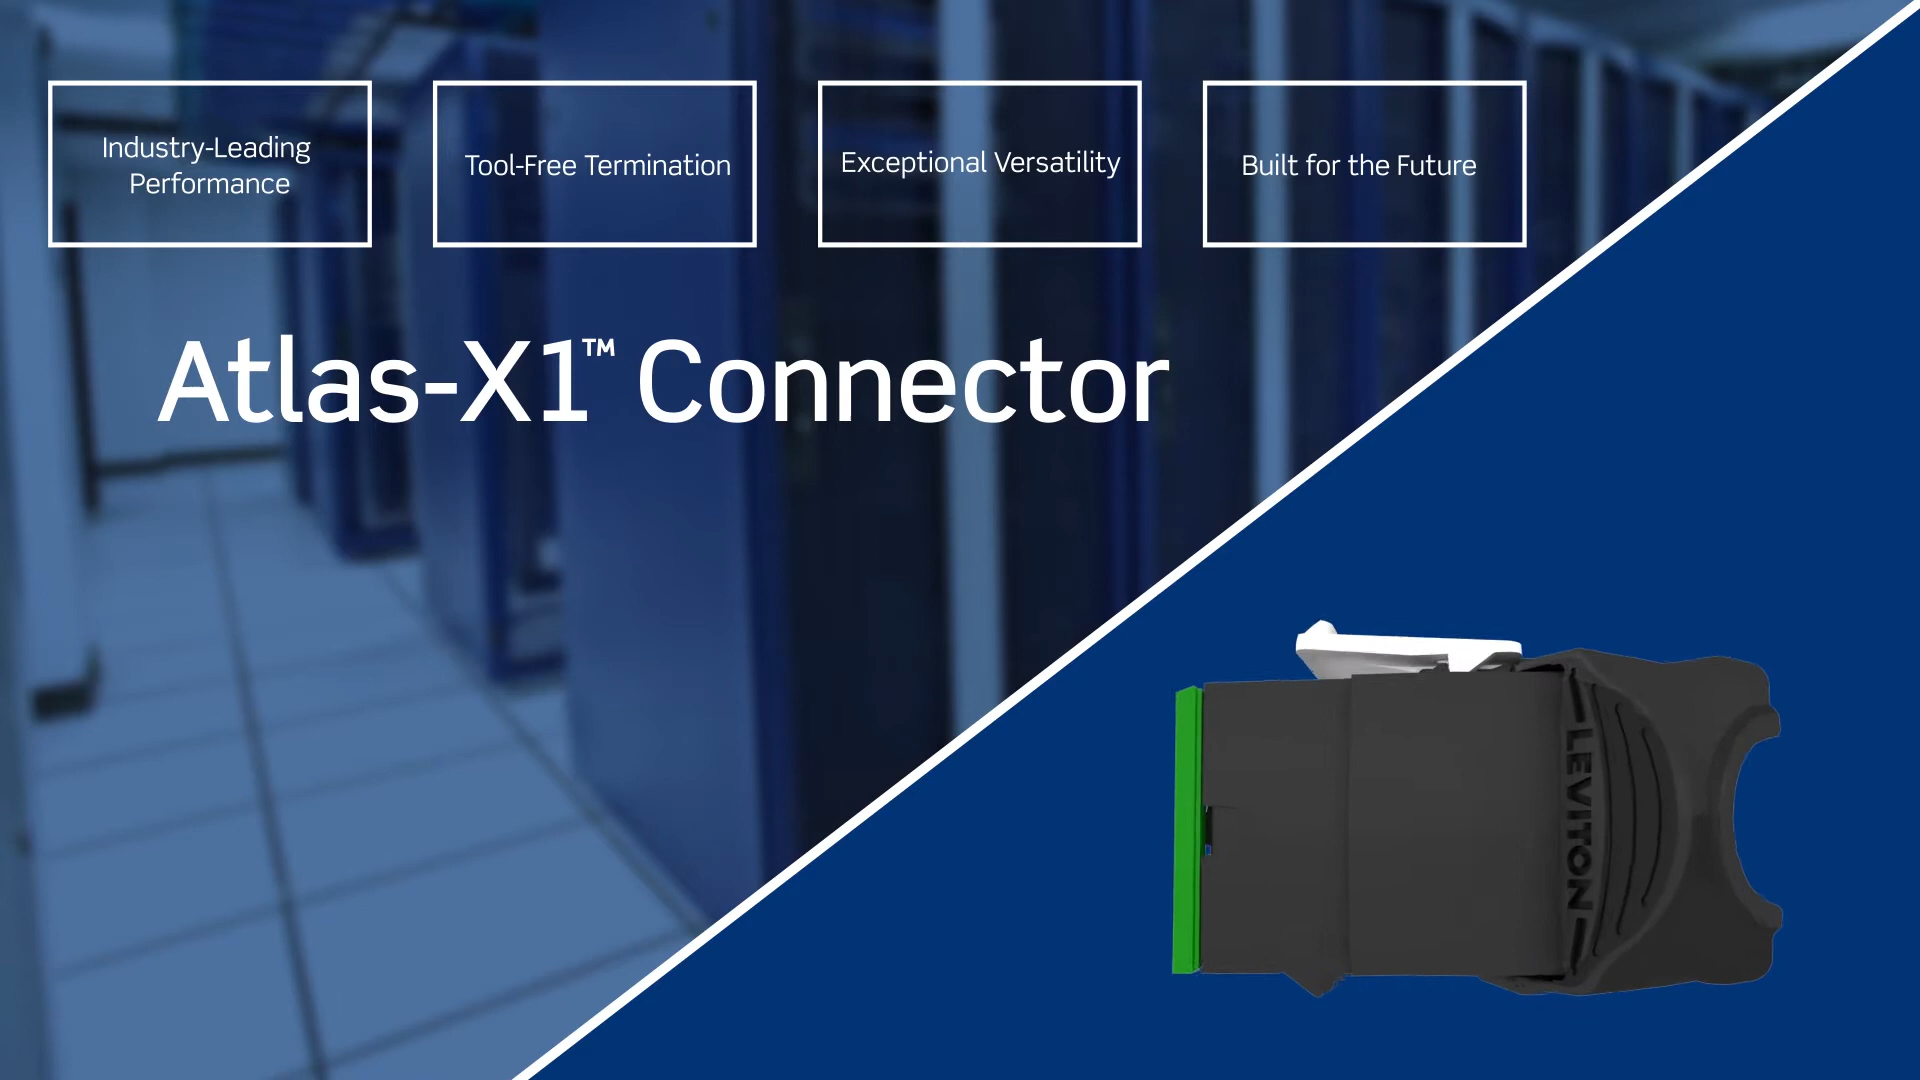 Industry-Leading
Performance
Tool-Free Termination
Exceptional Versatility
Built for the Future
Atlas-X1™ Connector
LEVITON